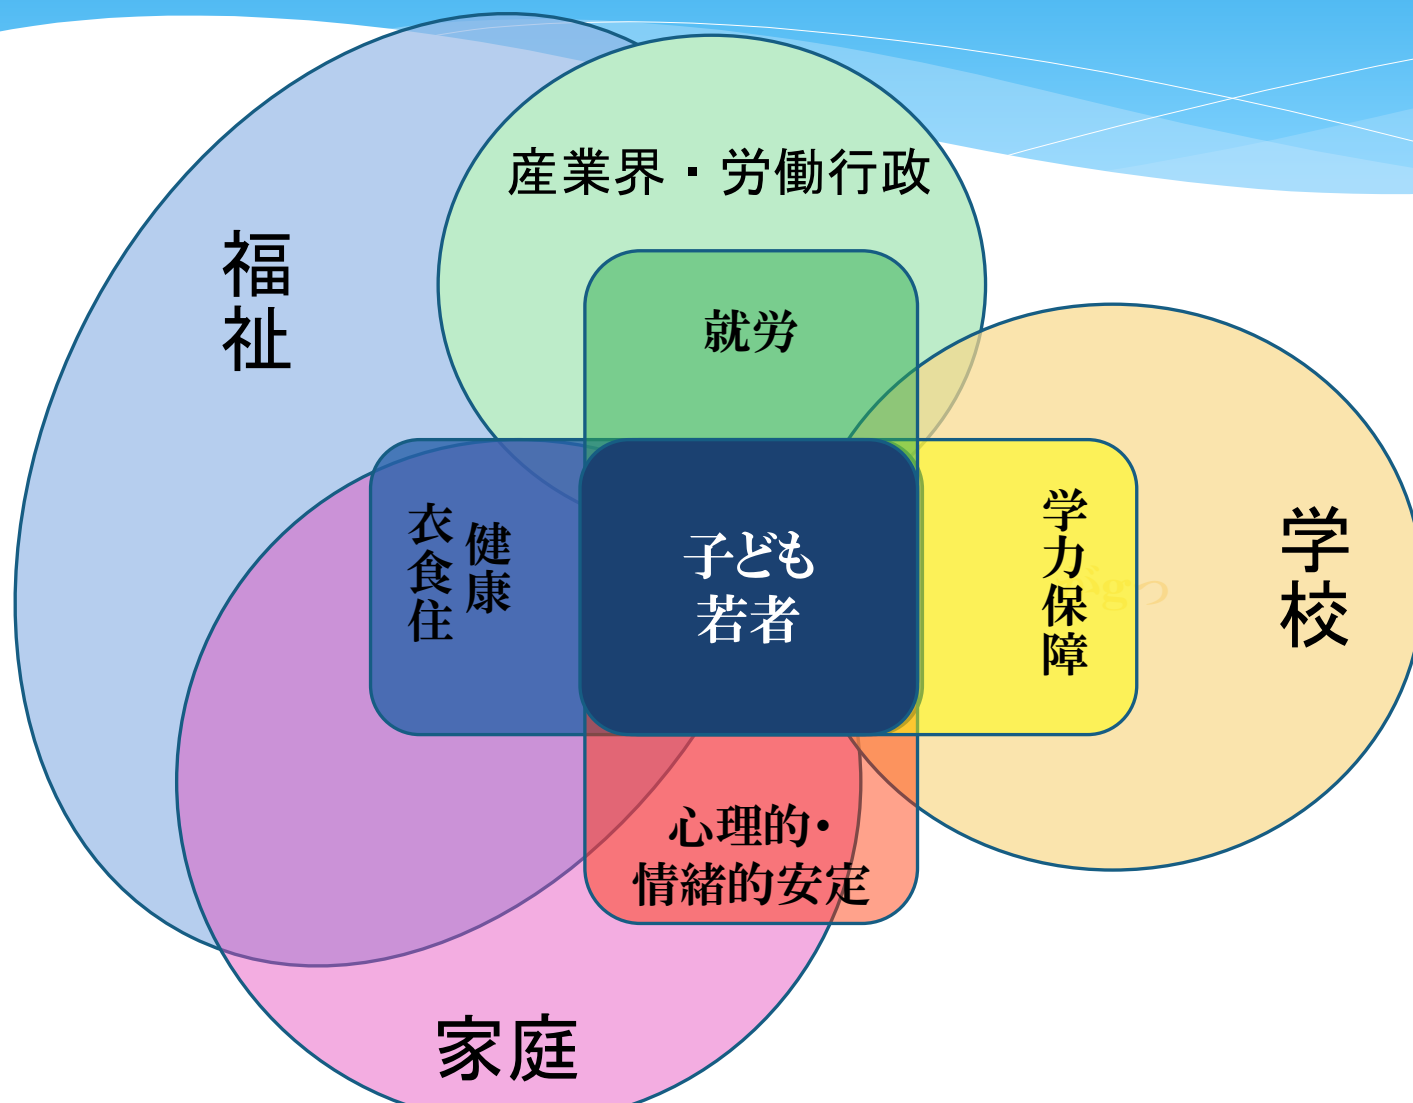 産業界・労働行政
福祉
就労
衣食住
健康
子ども
若者
学力保障
学校
心理的・
情緒的安定
家庭